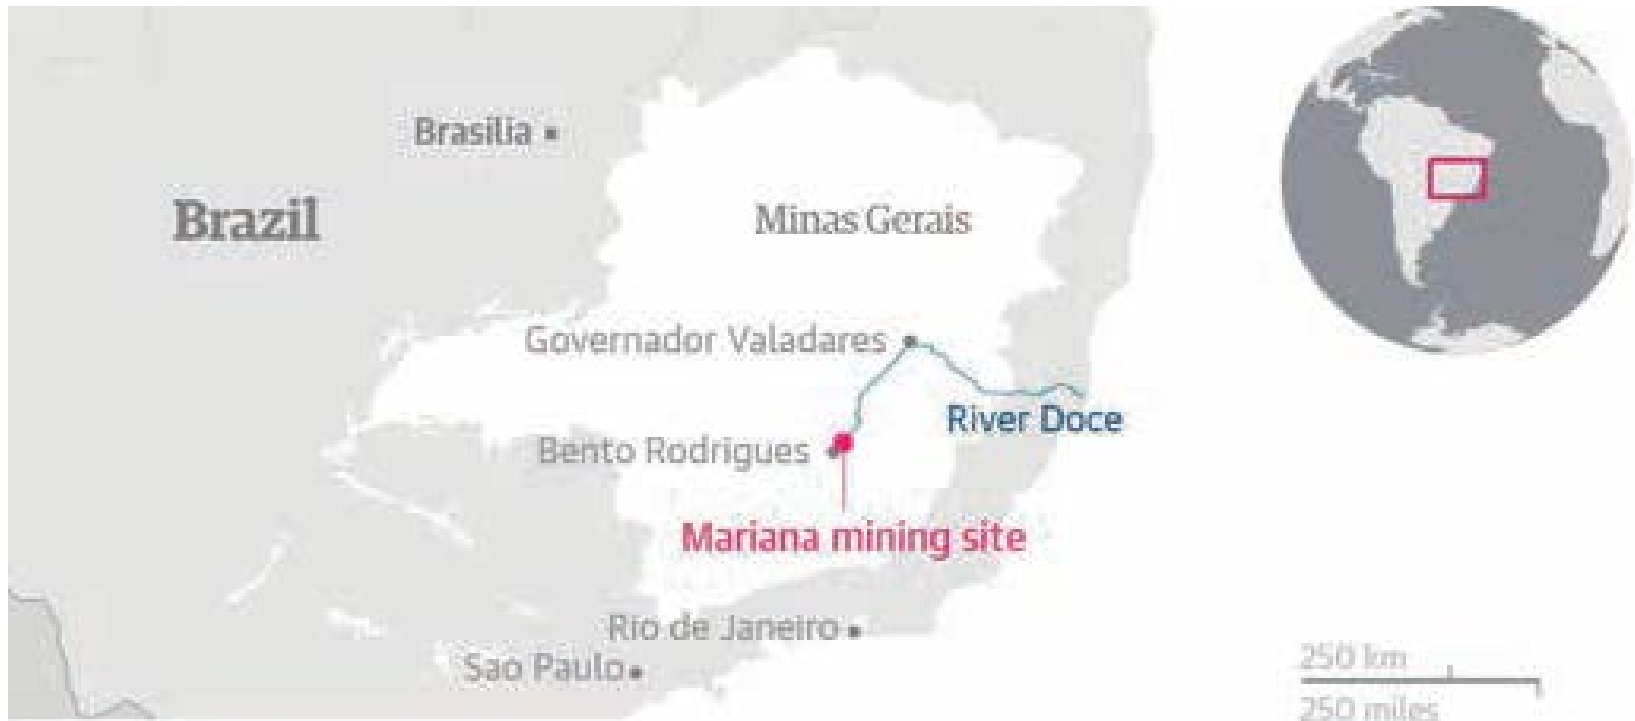 Brasilia
Brazil
Minas Gerais
Governador Valadares
River Doce
Bento Rodrigues
Mariana mining site
Rio de Janeiro
Sao Paulo
250 km
250 miles